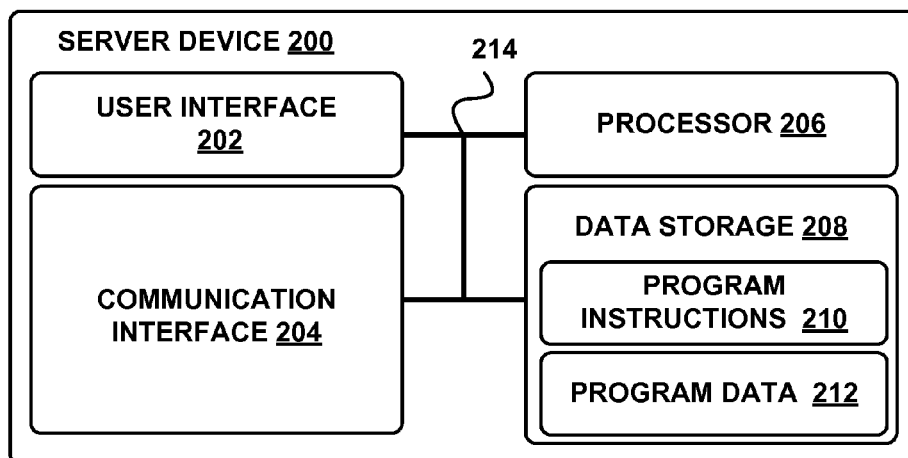 SERVER DEVICE 200
214
USER INTERFACE
202
PROCESSOR 206
COMMUNICATION
INTERFACE 204
DATA STORAGE 208
PROGRAM
INSTRUCTIONS 210
PROGRAM DATA 212